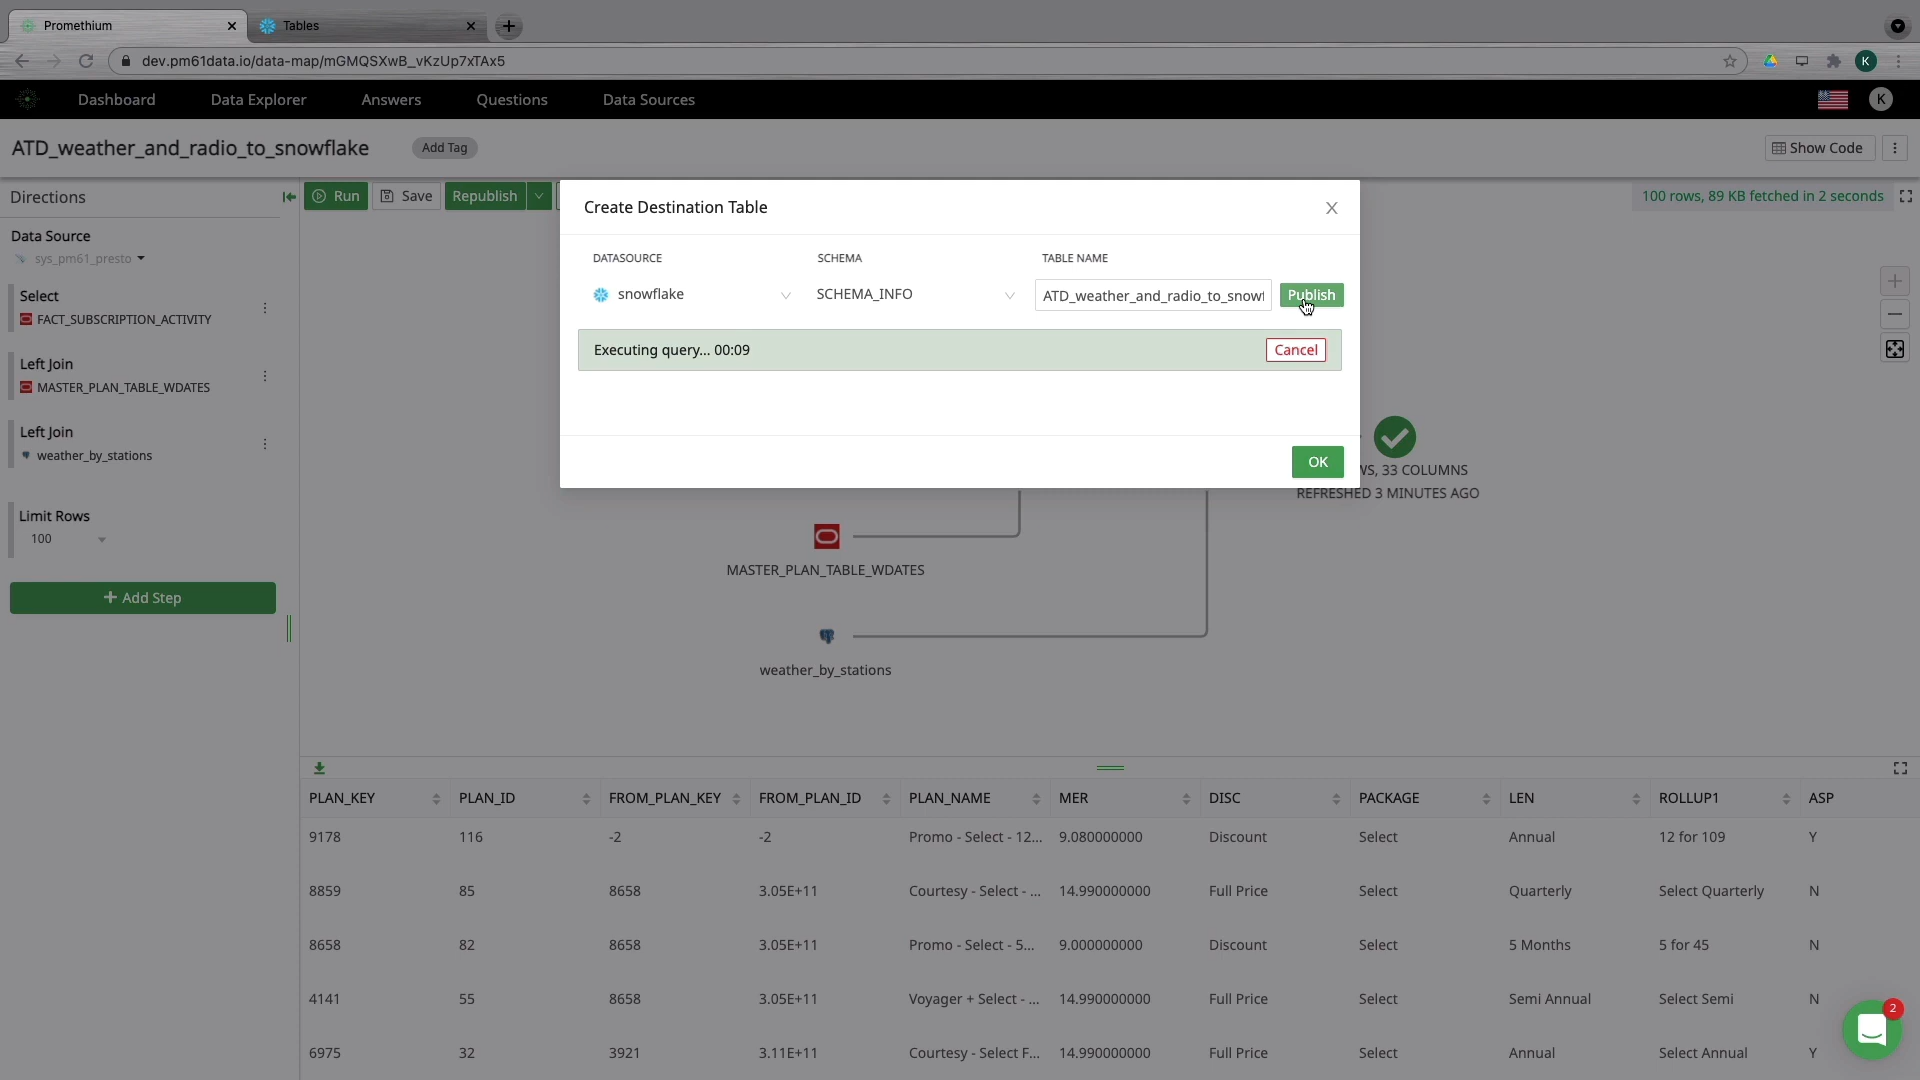 Promethium
Tables
dev.pm61data.io/data-map/mGMQSXwB_vKzUp7xTAx5
K
Dashboard
Data Explorer
Answers
Questions
Data Sources
K
ATD_weather_and_radio_to_snowflake
Add Tag
Show Code
Directions
Run
Save
Republish
100 rows, 89 KB fetched in 2 seconds
Data Source
sys_pm61_presto
Select
FACT_SUBSCRIPTION_ACTIVITY
Left Join
MASTER_PLAN_TABLE_WDATES
Left Join
weather_by_stations
Limit Rows
100
Add Step
Create Destination Table
DATASOURCE SCHEMA TABLE NAME
snowflake SCHEMA_INFO ATD_weather_and_radio_to_snowf Publish
Executing query... 00:09 Cancel
OK
33 COLUMNS
REFRESHED 3 MINUTES AGO
MASTER_PLAN_TABLE_WDATES
weather_by_stations
PLAN_KEY PLAN_ID FROM_PLAN_KEY FROM_PLAN_ID PLAN_NAME MER DISC PACKAGE LEN ROLLUP1 ASP
9178 116 -2 -2 Promo - Select - 12... 9.080000000 Discount Select Annual 12 for 109 Y
8859 85 8658 3.05E+11 Courtesy - Select - ... 14.990000000 Full Price Select Quarterly Select Quarterly N
8658 82 8658 3.05E+11 Promo - Select - 5... 9.000000000 Discount Select 5 Months 5 for 45 N
4141 55 8658 3.05E+11 Voyager + Select - ... 14.990000000 Full Price Select Semi Annual Select Semi N
6975 32 3921 3.11E+11 Courtesy - Select F... 14.990000000 Full Price Select Annual Select Annual Y
2